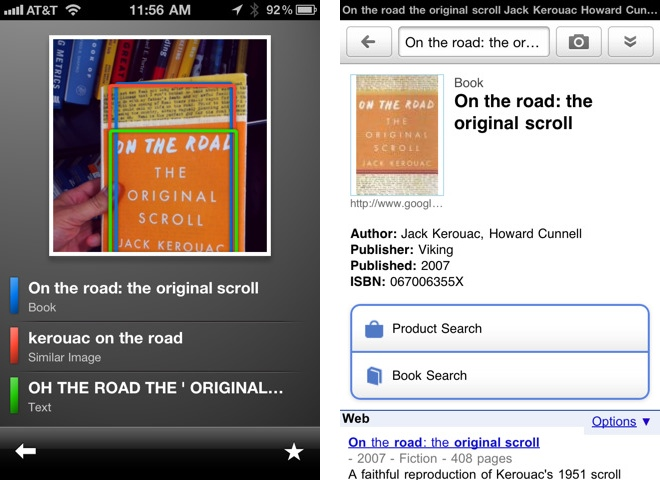 AT&T 11:56 AM 92%
ING METRICS
BOOK OF
ON THE ROAD
THE
ORIGINAL
SCROLL
JACK KEROUAC
On the road: the original scroll
Book
kerouac on the road
Similar Image
OH THE ROAD THE ' ORIGINAL…
Text
On the road the original scroll Jack Kerouac Howard Cun…
On the road: the or…
ON THE ROAD
THE
ORIGINAL
SCROLL
JACK KEROUAC
http://www.googl…
Book
On the road: the
original scroll
Author: Jack Kerouac, Howard Cunnell
Publisher: Viking
Published: 2007
ISBN: 067006355X
Product Search
Book Search
Web
Options ▼
On the road: the original scroll
- 2007 - Fiction - 408 pages
A faithful reproduction of Kerouac's 1951 scroll